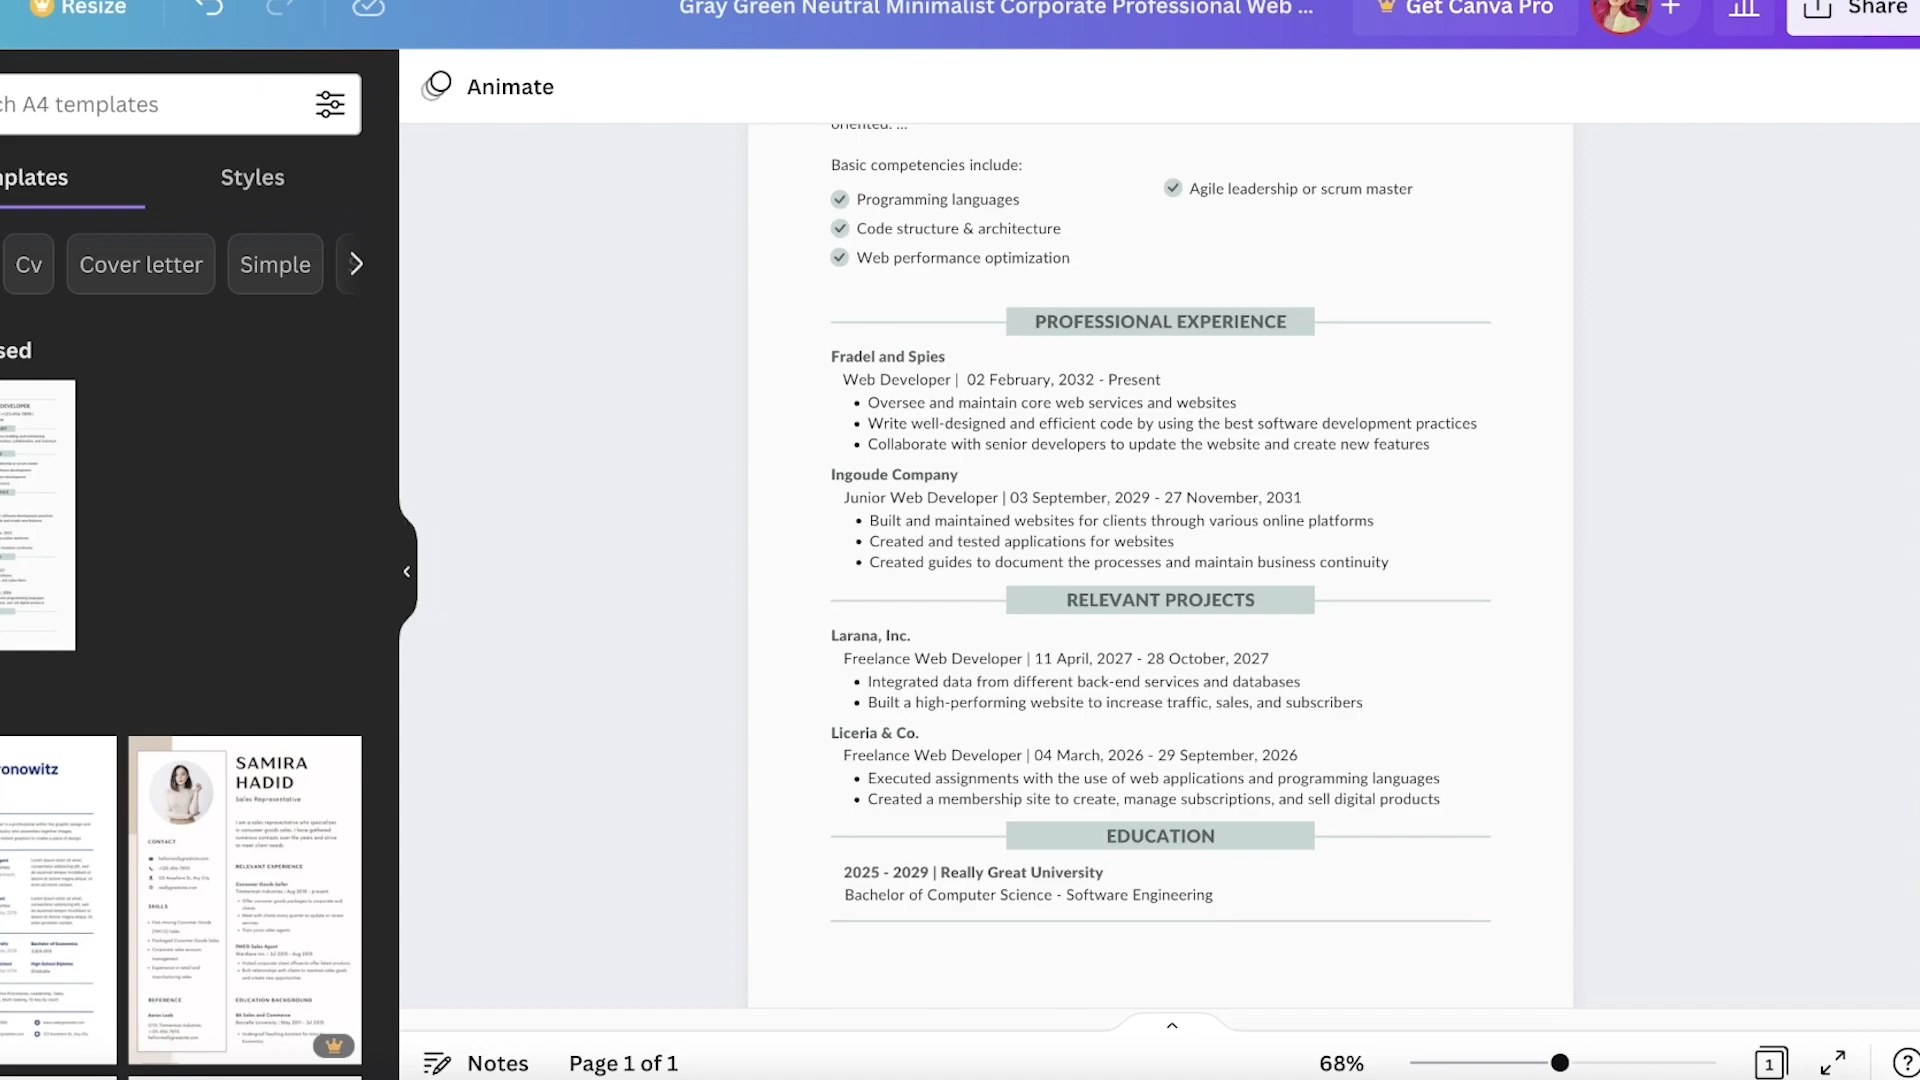 Resize
Gray Green Neutral Minimalist Corporate Professional Web ...
Get Canva Pro
Share
ch A4 templates
Animate
mplates
Styles
Cv
Cover letter
Simple
sed
oriented. ...
Basic competencies include:
Programming languages
Agile leadership or scrum master
Code structure & architecture
Web performance optimization
PROFESSIONAL EXPERIENCE
Fradel and Spies
Web Developer | 02 February, 2032 - Present
• Oversee and maintain core web services and websites
• Write well-designed and efficient code by using the best software development practices
• Collaborate with senior developers to update the website and create new features
Ingoude Company
Junior Web Developer | 03 September, 2029 - 27 November, 2031
• Built and maintained websites for clients through various online platforms
• Created and tested applications for websites
• Created guides to document the processes and maintain business continuity
RELEVANT PROJECTS
Larana, Inc.
Freelance Web Developer | 11 April, 2027 - 28 October, 2027
• Integrated data from different back-end services and databases
• Built a high-performing website to increase traffic, sales, and subscribers
Liceria & Co.
Freelance Web Developer | 04 March, 2026 - 29 September, 2026
• Executed assignments with the use of web applications and programming languages
• Created a membership site to create, manage subscriptions, and sell digital products
EDUCATION
2025 - 2029 | Really Great University
Bachelor of Computer Science - Software Engineering
ronowitz
SAMIRA
HADID
Sales Representative
CONTACT
SKILLS
RELEVANT EXPERIENCE
REFERENCE
EDUCATION BACKGROUND
Notes
Page 1 of 1
68%
1